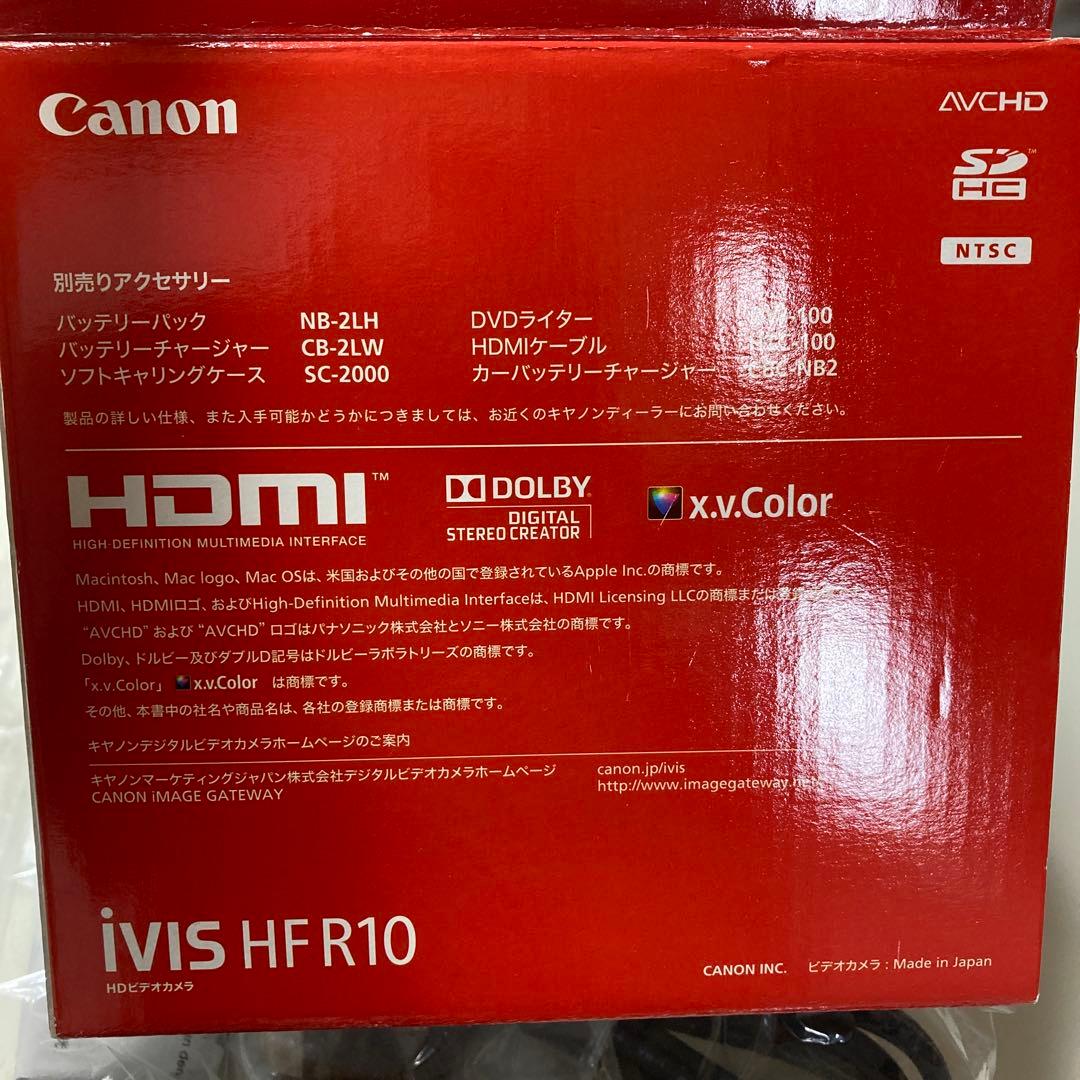 Canon
AVCHD
SD HC™
NTSC
別売りアクセサリー
バッテリーパック NB-2LH DVDライター -100
バッテリーチャージャー CB-2LW HDMIケーブル -100
ソフトキャリングケース SC-2000 カーバッテリーチャージャー CBC-NB2
製品の詳しい仕様、また入手可能かどうかにつきましては、お近くのキヤノンディーラーにお問い合わせください。
HDMI™
HIGH-DEFINITION MULTIMEDIA INTERFACE
DOLBY
DIGITAL
STEREO CREATOR
x.v.Color
Macintosh、Mac logo、Mac OSは、米国およびその他の国で登録されているApple Inc.の商標です。
HDMI、HDMIロゴ、およびHigh-Definition Multimedia Interfaceは、HDMI Licensing LLCの商標または
“AVCHD” および “AVCHD” ロゴはパナソニック株式会社とソニー株式会社の商標です。
Dolby、ドルビー及びダブルD記号はドルビーラボラトリーズの商標です。
「x.v.Color」 x.v.Color は商標です。
その他、本書中の社名や商品名は、各社の登録商標または商標です。
キヤノンデジタルビデオカメラホームページのご案内
キヤノンマーケティングジャパン株式会社デジタルビデオカメラホームページ canon.jp/ivis
CANON iMAGE GATEWAY http://www.imagegateway.net
iVIS HF R10
HDビデオカメラ
CANON INC. ビデオカメラ : Made in Japan